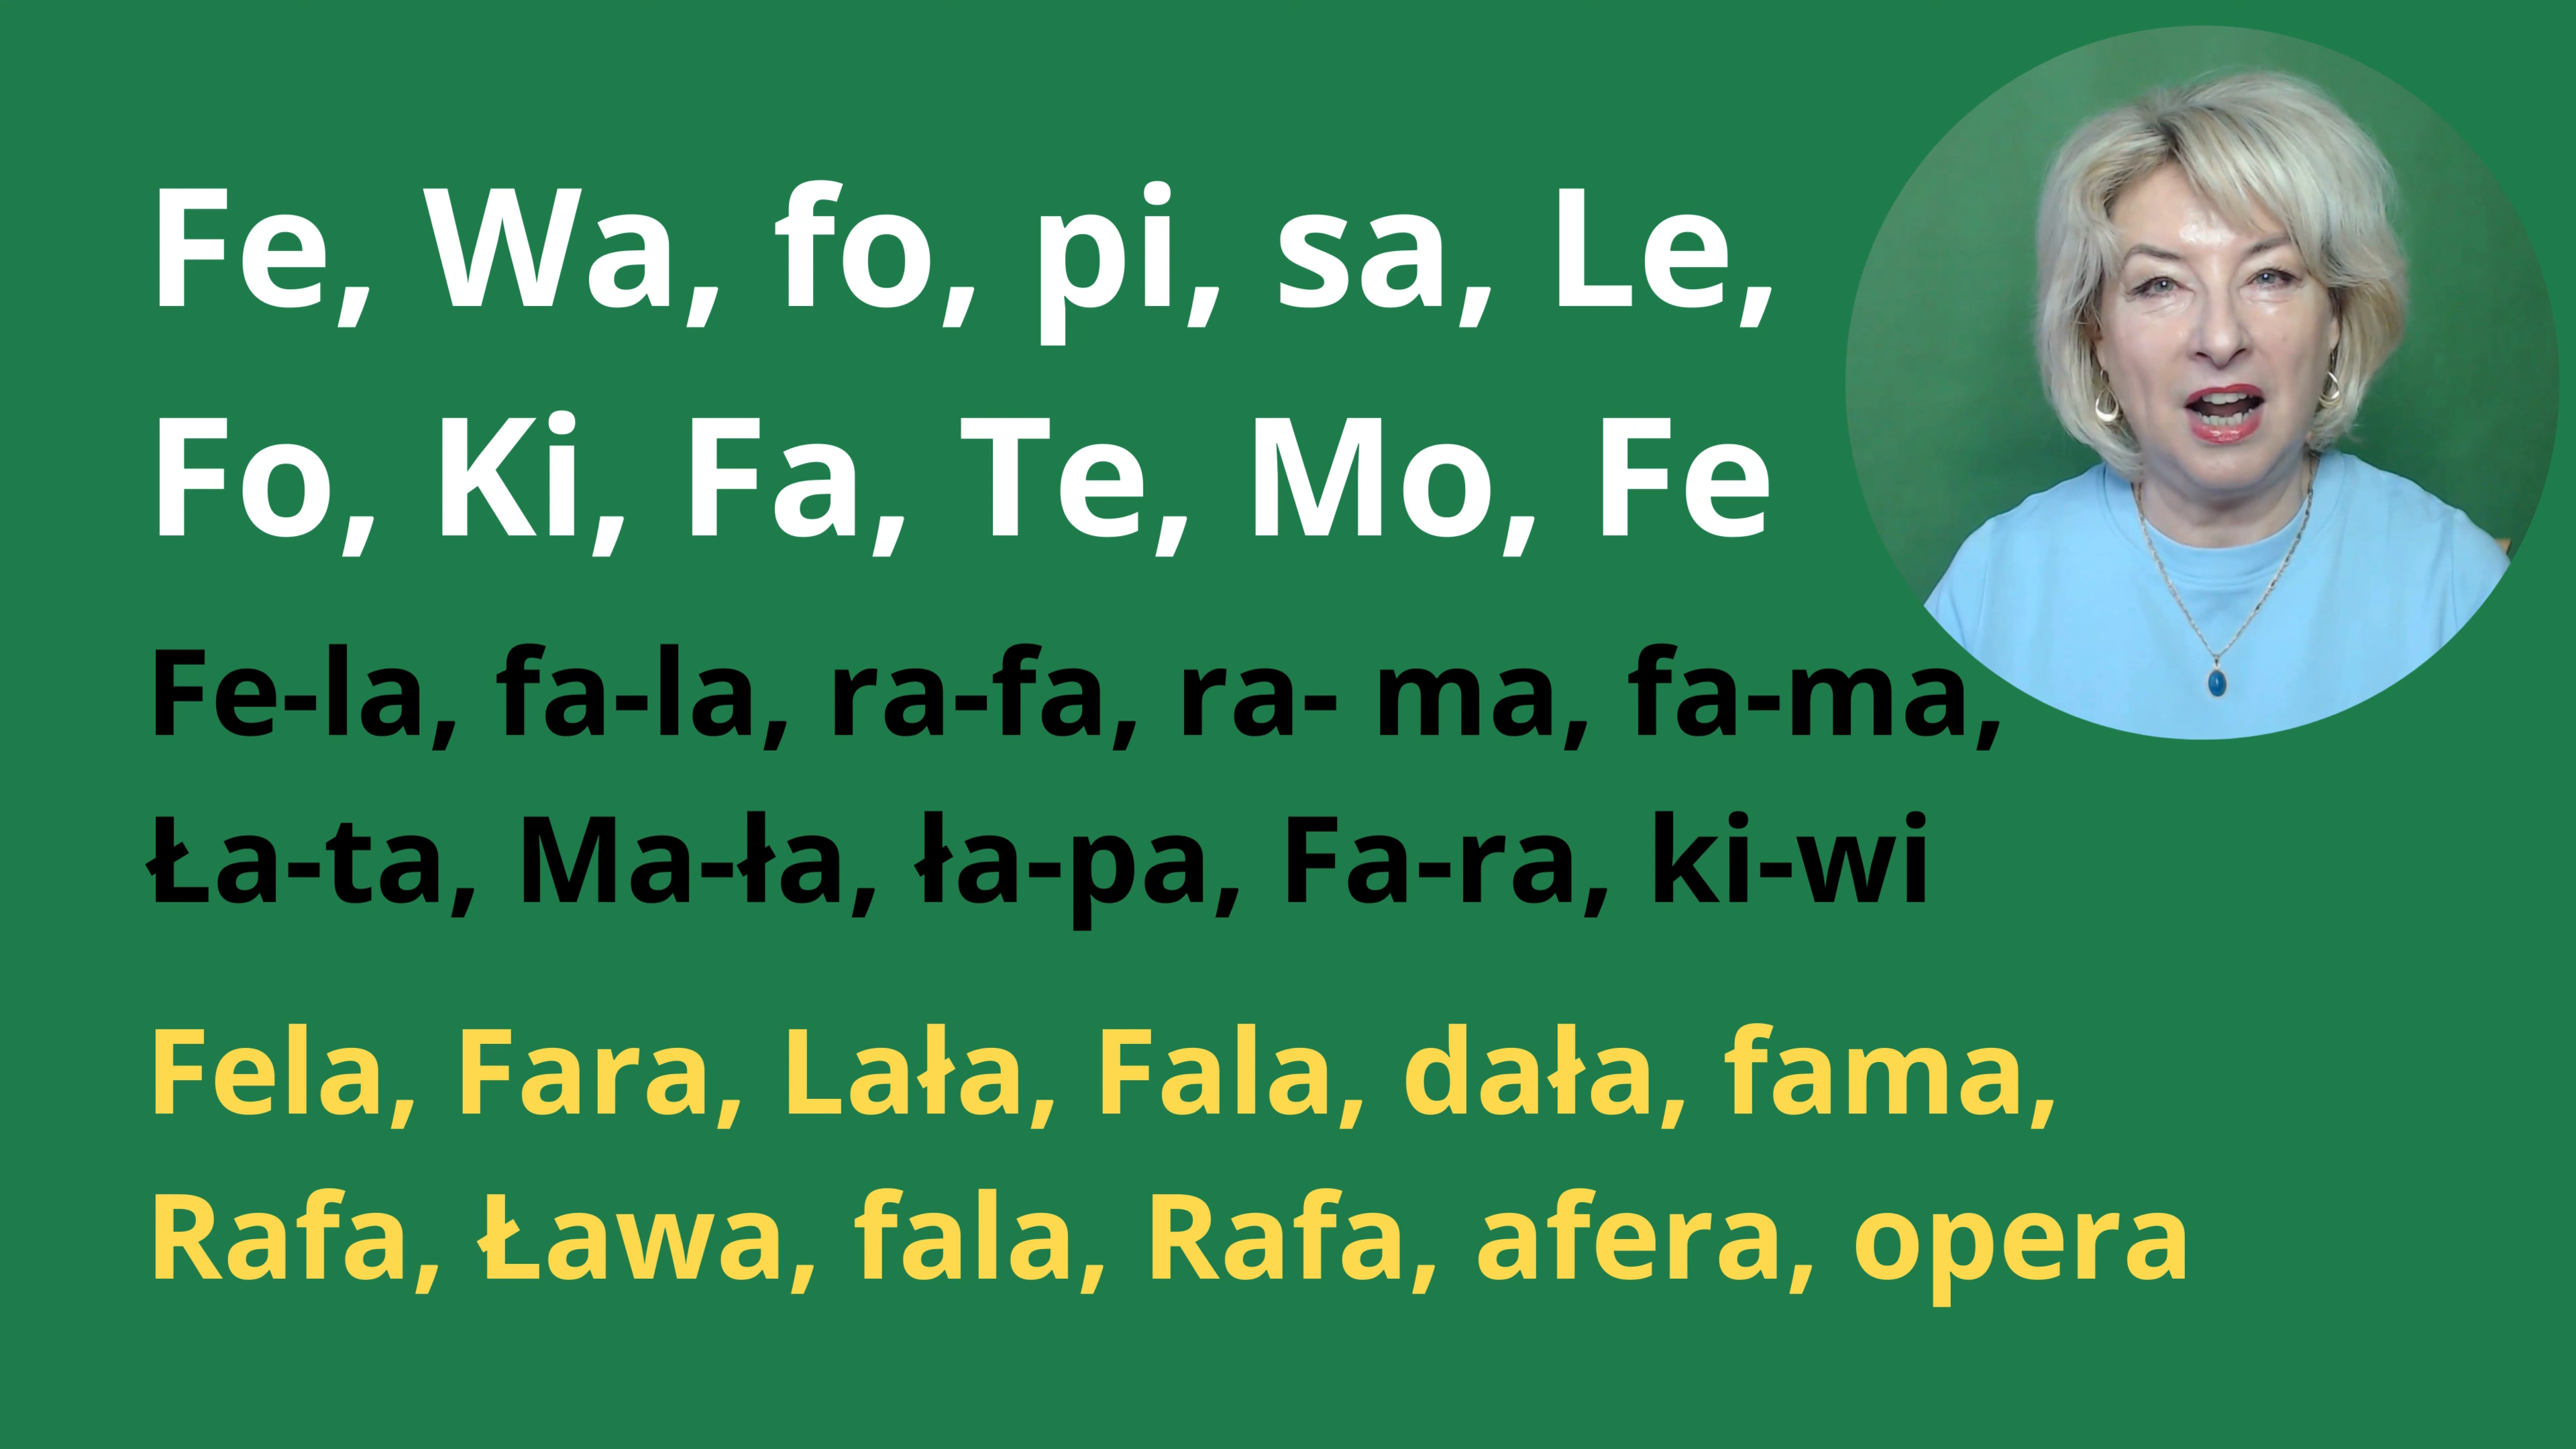 Fe, Wa, fo, pi, sa, Le,
Fo, Ki, Fa, Te, Mo, Fe
Fe-la, fa-la, ra-fa, ra- ma, fa-ma,
Ła-ta, Ma-ła, ła-pa, Fa-ra, ki-wi
Fela, Fara, Lała, Fala, dała, fama,
Rafa, Ława, fala, Rafa, afera, opera